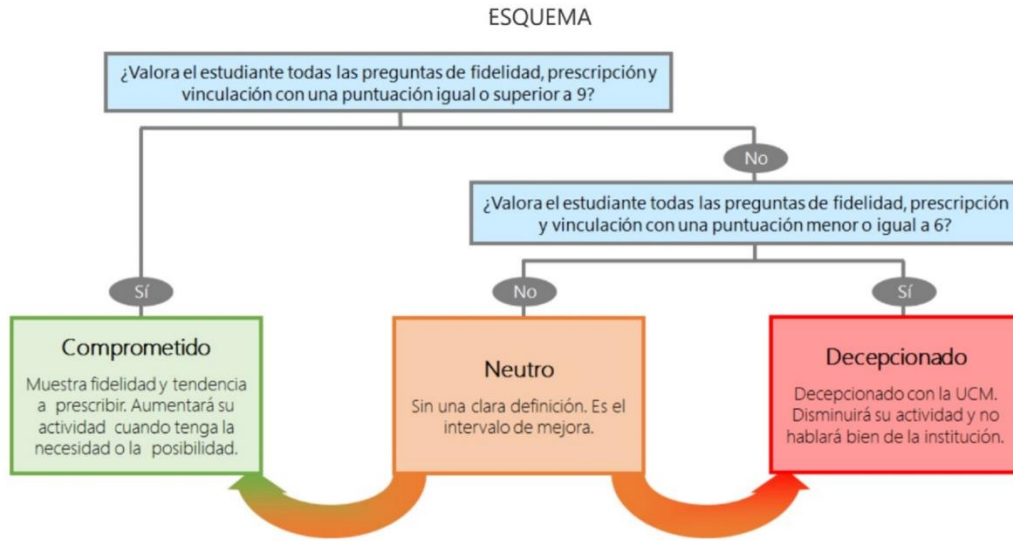 ESQUEMA
¿Valora el estudiante todas las preguntas de fidelidad, prescripción y
vinculación con una puntuación igual o superior a 9?
No
¿Valora el estudiante todas las preguntas de fidelidad, prescripción
y vinculación con una puntuación menor o igual a 6?
Sí
No
Sí
Comprometido
Muestra fidelidad y tendencia
a prescribir. Aumentará su
actividad cuando tenga la
necesidad o la posibilidad.
Neutro
Sin una clara definición. Es el
intervalo de mejora.
Decepcionado
Decepcionado con la UCM.
Disminuirá su actividad y no
hablará bien de la institución.